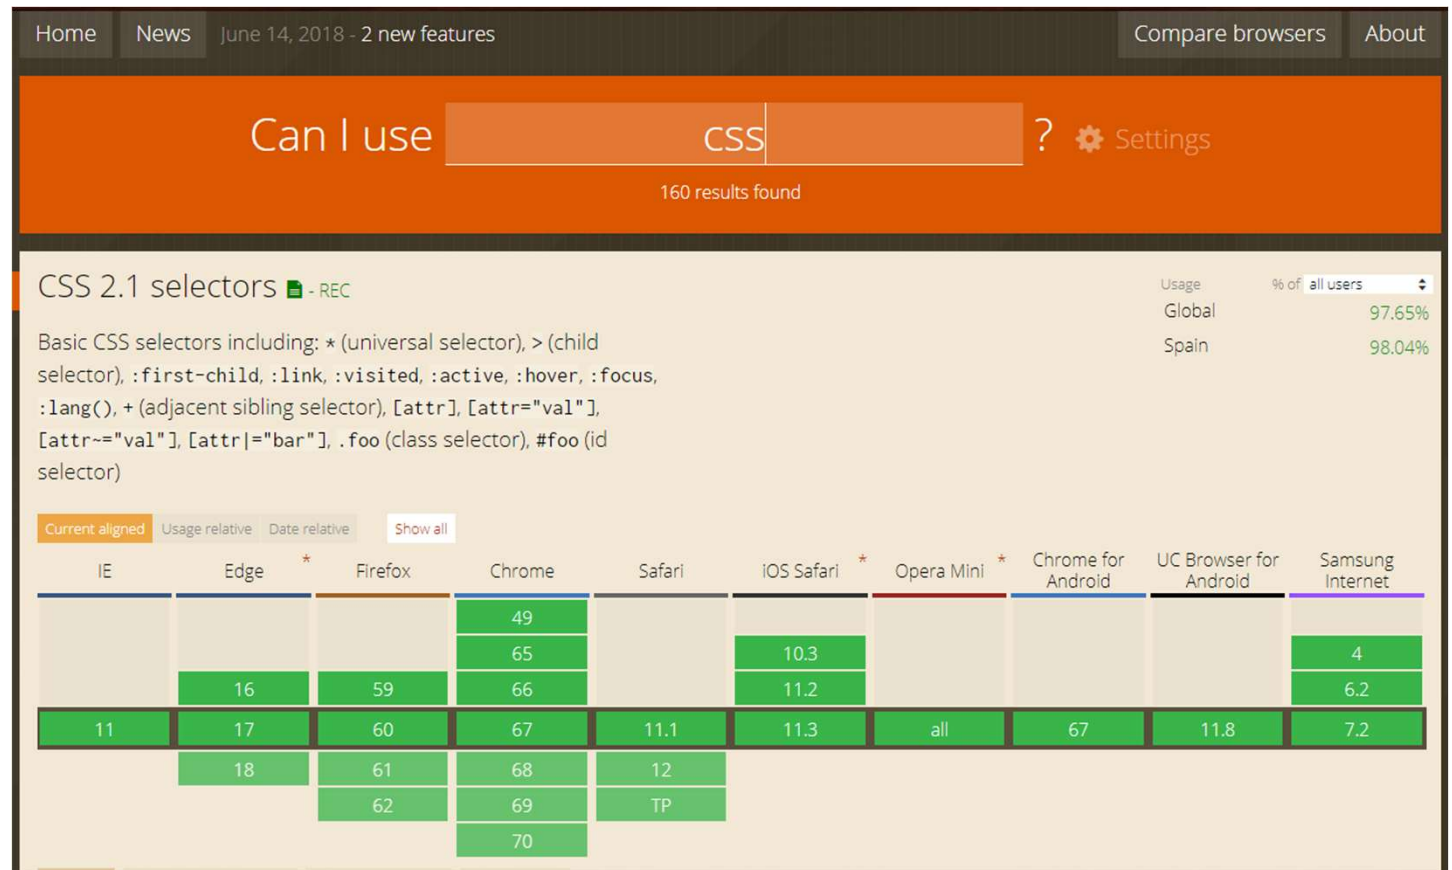 Home News June 14, 2018 - 2 new features Compare browsers About
Can I use css ? Settings
160 results found
CSS 2.1 selectors - REC
Usage % of all users
Global 97.65%
Spain 98.04%
Basic CSS selectors including: * (universal selector), > (child
selector), :first-child, :link, :visited, :active, :hover, :focus,
:lang(), + (adjacent sibling selector), [attr], [attr="val"],
[attr~="val"], [attr|="bar"], .foo (class selector), #foo (id
selector)
Current aligned Usage relative Date relative Show all
IE Edge * Firefox Chrome Safari iOS Safari * Opera Mini * Chrome for Android UC Browser for Android Samsung Internet
49
65 10.3 4
16 59 66 11.2 6.2
11 17 60 67 11.1 11.3 all 67 11.8 7.2
18 61 68 12
62 69 TP
70